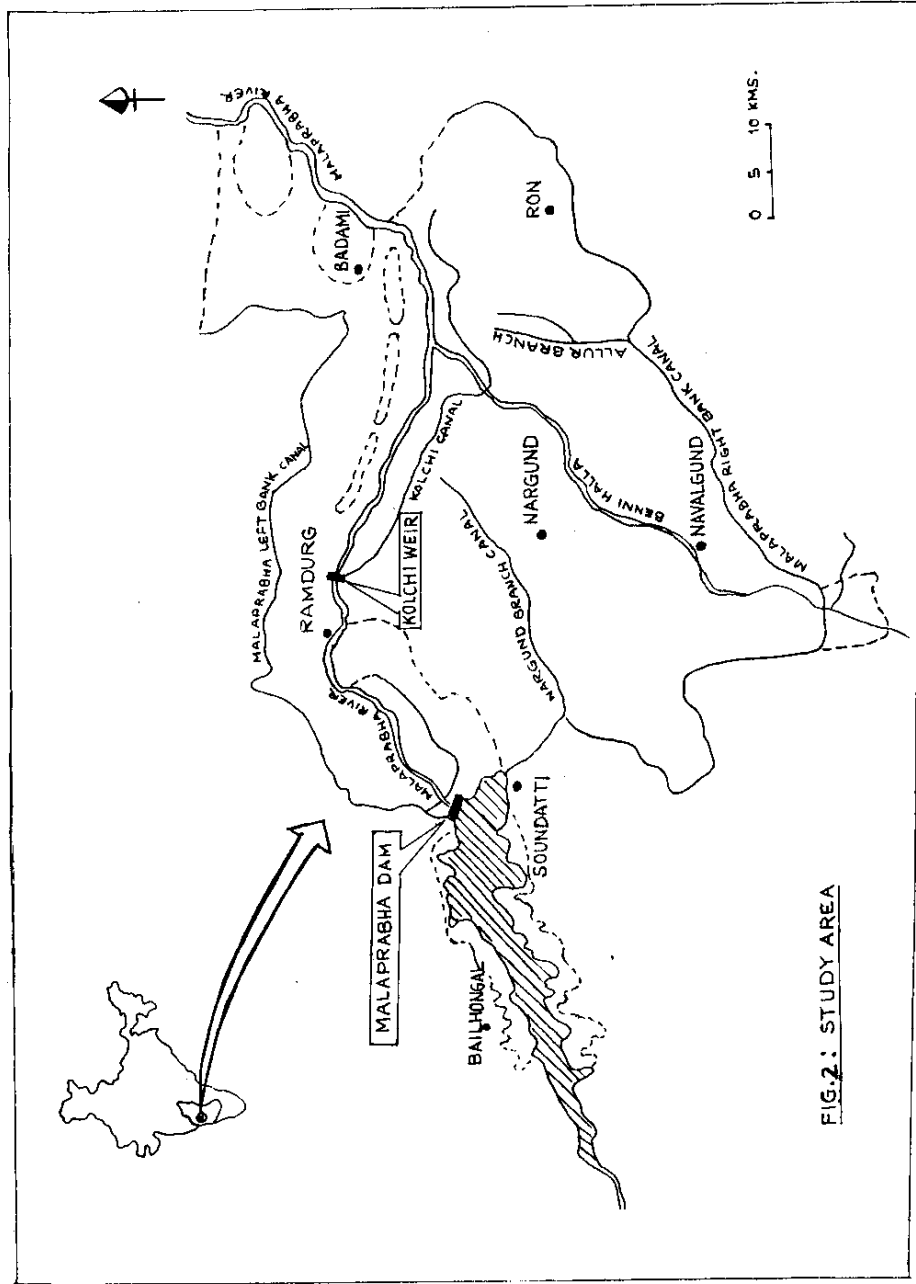 MALAPRABHA RIVER
BADAMI
RON
0 5 10 KMS.
MALAPRABHA LEFT BANK CANAL
ALLUR BRANCH
MALAPRABHA RIGHT BANK CANAL
KOLCHI CANAL
RAMDURG
KOLCHI WEIR
NARGUND
BENNI HALLA
NAVALGUND
NARGUND BRANCH CANAL
MALAPRABHA RIVER
MALAPRABHA DAM
SOUNDATTI
BAILHONGAL
FIG.2: STUDY AREA